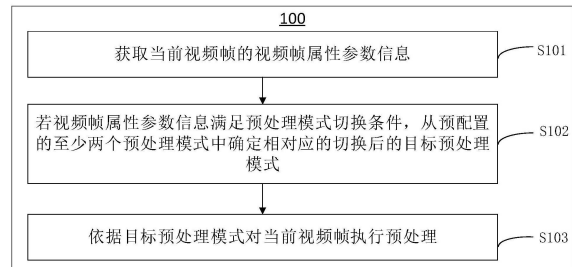 100
获取当前视频帧的视频帧属性参数信息
S101
若视频帧属性参数信息满足预处理模式切换条件，从预配置
的至少两个预处理模式中确定相对应的切换后的目标预处理
模式
S102
依据目标预处理模式对当前视频帧执行预处理
S103